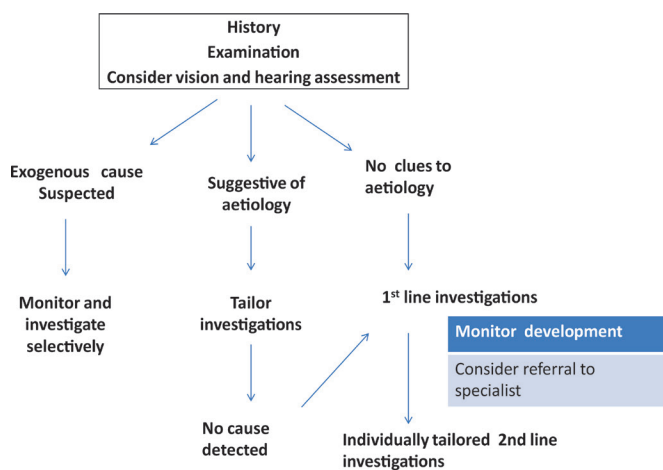 History
Examination
Consider vision and hearing assessment
Exogenous cause
Suspected
Suggestive of
aetiology
No clues to
aetiology
Monitor and
investigate
selectively
Tailor
investigations
1st line investigations
Monitor development
Consider referral to
specialist
No cause
detected
Individually tailored 2nd line
investigations